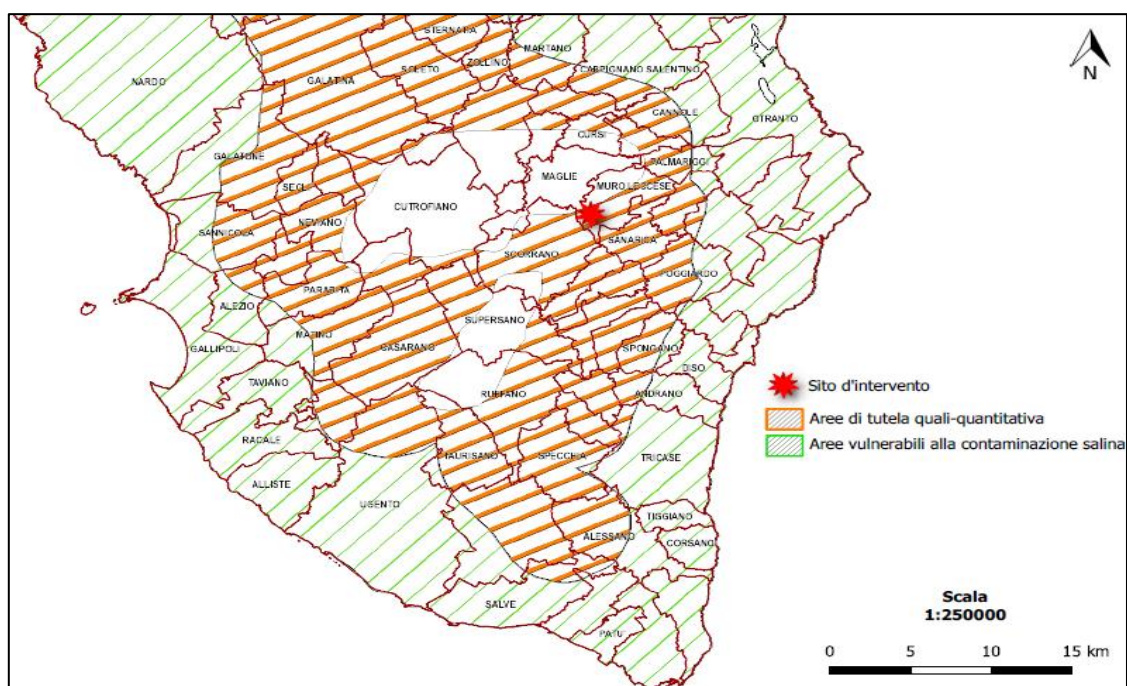 STERNATIA
MARTANO
SOLETO
ZOLLINO
CARPIGNANO SALENTINO
NARDO
GALATINA
N
CANNOLE
OTRANTO
CURSI
GALATONE
PALMARIGGI
MAGLIE
SECLI'
MURO LECCESE
CUTROFIANO
NEVIANO
SANNICOLA
SANARICA
SCORRANO
POGGIARDO
PARABITA
ALEZIO
SUPERSANO
MATINO
CASARANO
SPONGANO
GALLIPOLI
DISO
TAVIANO
Sito d'intervento
RUFFANO
ANDRANO
Aree di tutela quali-quantitativa
RACALE
Aree vulnerabili alla contaminazione salina
TAURISANO
SPECCHIA
TRICASE
ALLISTE
UGENTO
TIGGIANO
ALESSANO
CORSANO
Scala
1:250000
SALVE
PATU'
0 5 10 15 km